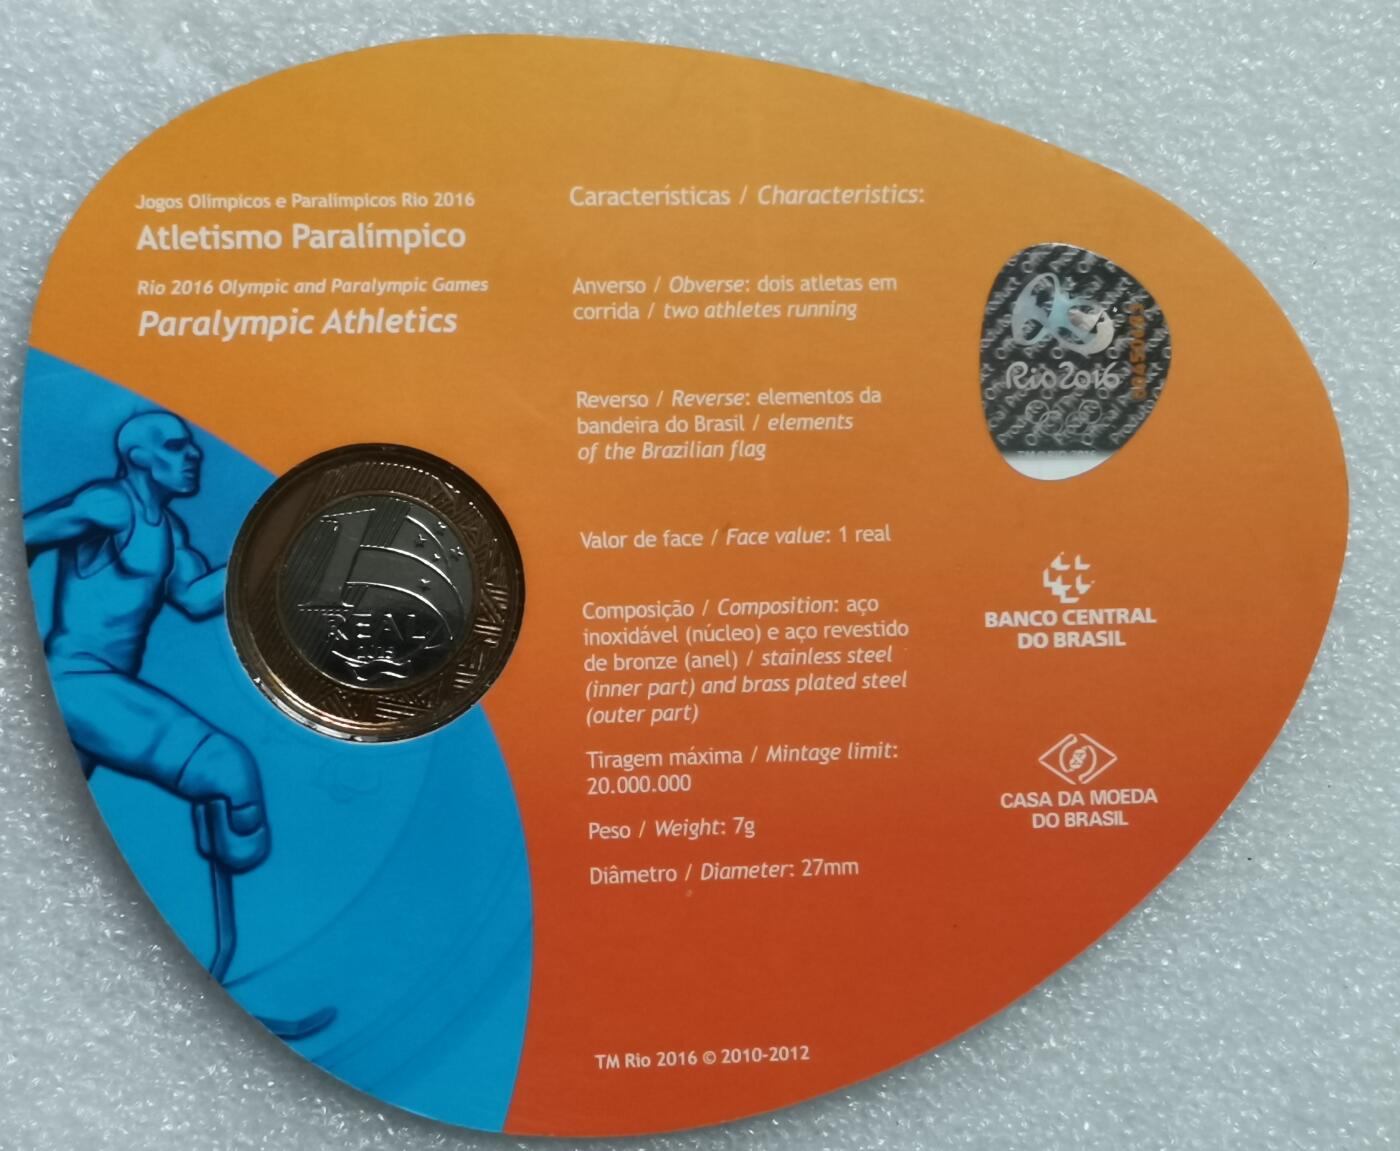 Jogos Olímpicos e Paralímpicos Rio 2016
Atletismo Paralímpico
Rio 2016 Olympic and Paralympic Games
Paralympic Athletics
Características / Characteristics:
Anverso / Obverse: dois atletas em
corrida / two athletes running
Reverso / Reverse: elementos da
bandeira do Brasil / elements
of the Brazilian flag
Valor de face / Face value: 1 real
Composição / Composition: aço
inoxidável (núcleo) e aço revestido
de bronze (anel) / stainless steel
(inner part) and brass plated steel
(outer part)
Tiragem máxima / Mintage limit:
20.000.000
Peso / Weight: 7g
Diâmetro / Diameter: 27mm
TM Rio 2016 © 2010-2012
1
REAL
2015
Rio2016
BANCO CENTRAL
DO BRASIL
CASA DA MOEDA
DO BRASIL